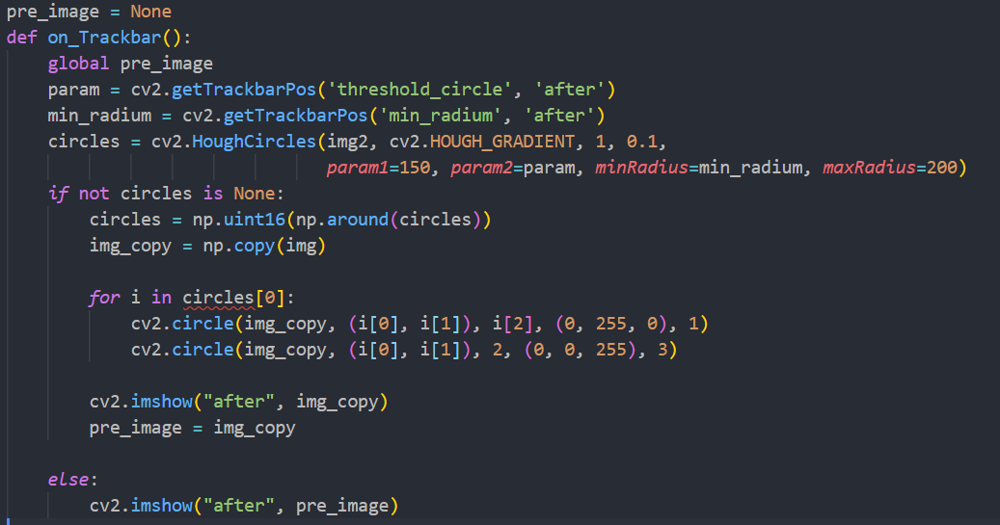 pre_image = None
def on_Trackbar():
    global pre_image
    param = cv2.getTrackbarPos('threshold_circle', 'after')
    min_radium = cv2.getTrackbarPos('min_radium', 'after')
    circles = cv2.HoughCircles(img2, cv2.HOUGH_GRADIENT, 1, 0.1,
                               param1=150, param2=param, minRadius=min_radium, maxRadius=200)
    if not circles is None:
        circles = np.uint16(np.around(circles))
        img_copy = np.copy(img)

        for i in circles[0]:
            cv2.circle(img_copy, (i[0], i[1]), i[2], (0, 255, 0), 1)
            cv2.circle(img_copy, (i[0], i[1]), 2, (0, 0, 255), 3)

        cv2.imshow("after", img_copy)
        pre_image = img_copy

    else:
        cv2.imshow("after", pre_image)